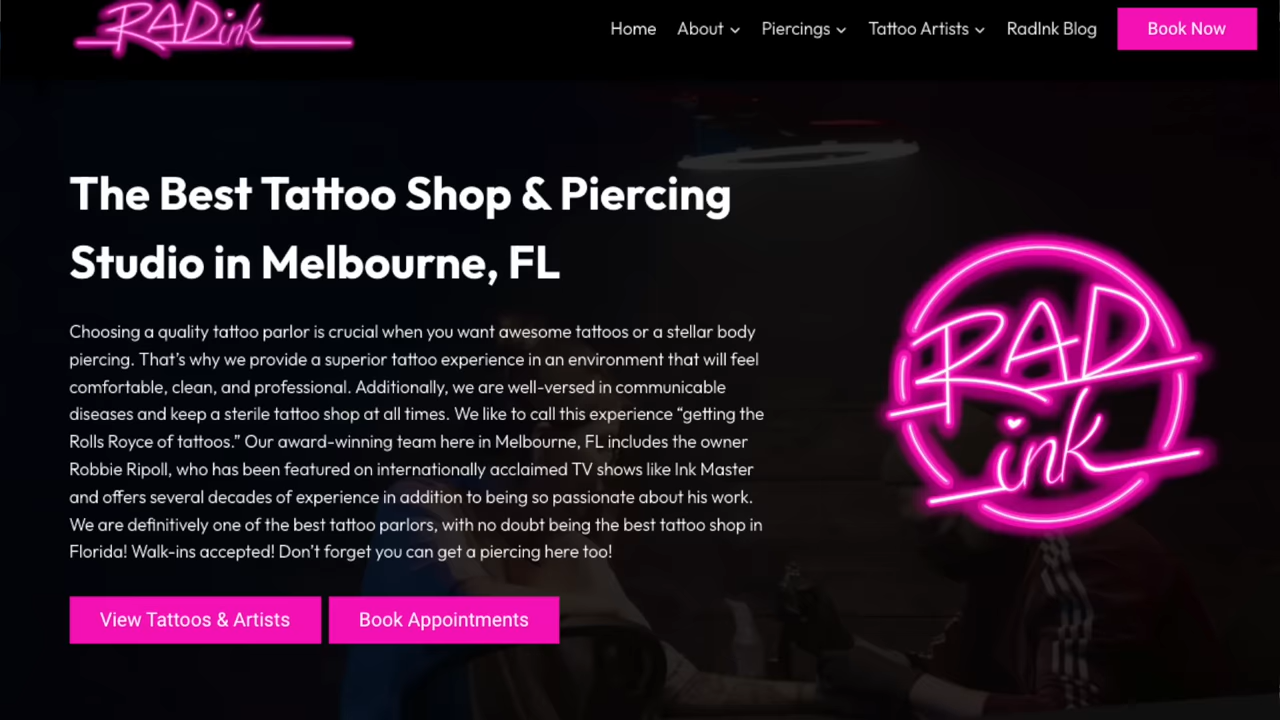 RADink
Home About Piercings Tattoo Artists RadInk Blog Book Now
The Best Tattoo Shop & Piercing
Studio in Melbourne, FL
Choosing a quality tattoo parlor is crucial when you want awesome tattoos or a stellar body
piercing. That’s why we provide a superior tattoo experience in an environment that will feel
comfortable, clean, and professional. Additionally, we are well-versed in communicable
diseases and keep a sterile tattoo shop at all times. We like to call this experience “getting the
Rolls Royce of tattoos.” Our award-winning team here in Melbourne, FL includes the owner
Robbie Ripoll, who has been featured on internationally acclaimed TV shows like Ink Master
and offers several decades of experience in addition to being so passionate about his work.
We are definitively one of the best tattoo parlors, with no doubt being the best tattoo shop in
Florida! Walk-ins accepted! Don’t forget you can get a piercing here too!
View Tattoos & Artists Book Appointments
RAD
ink